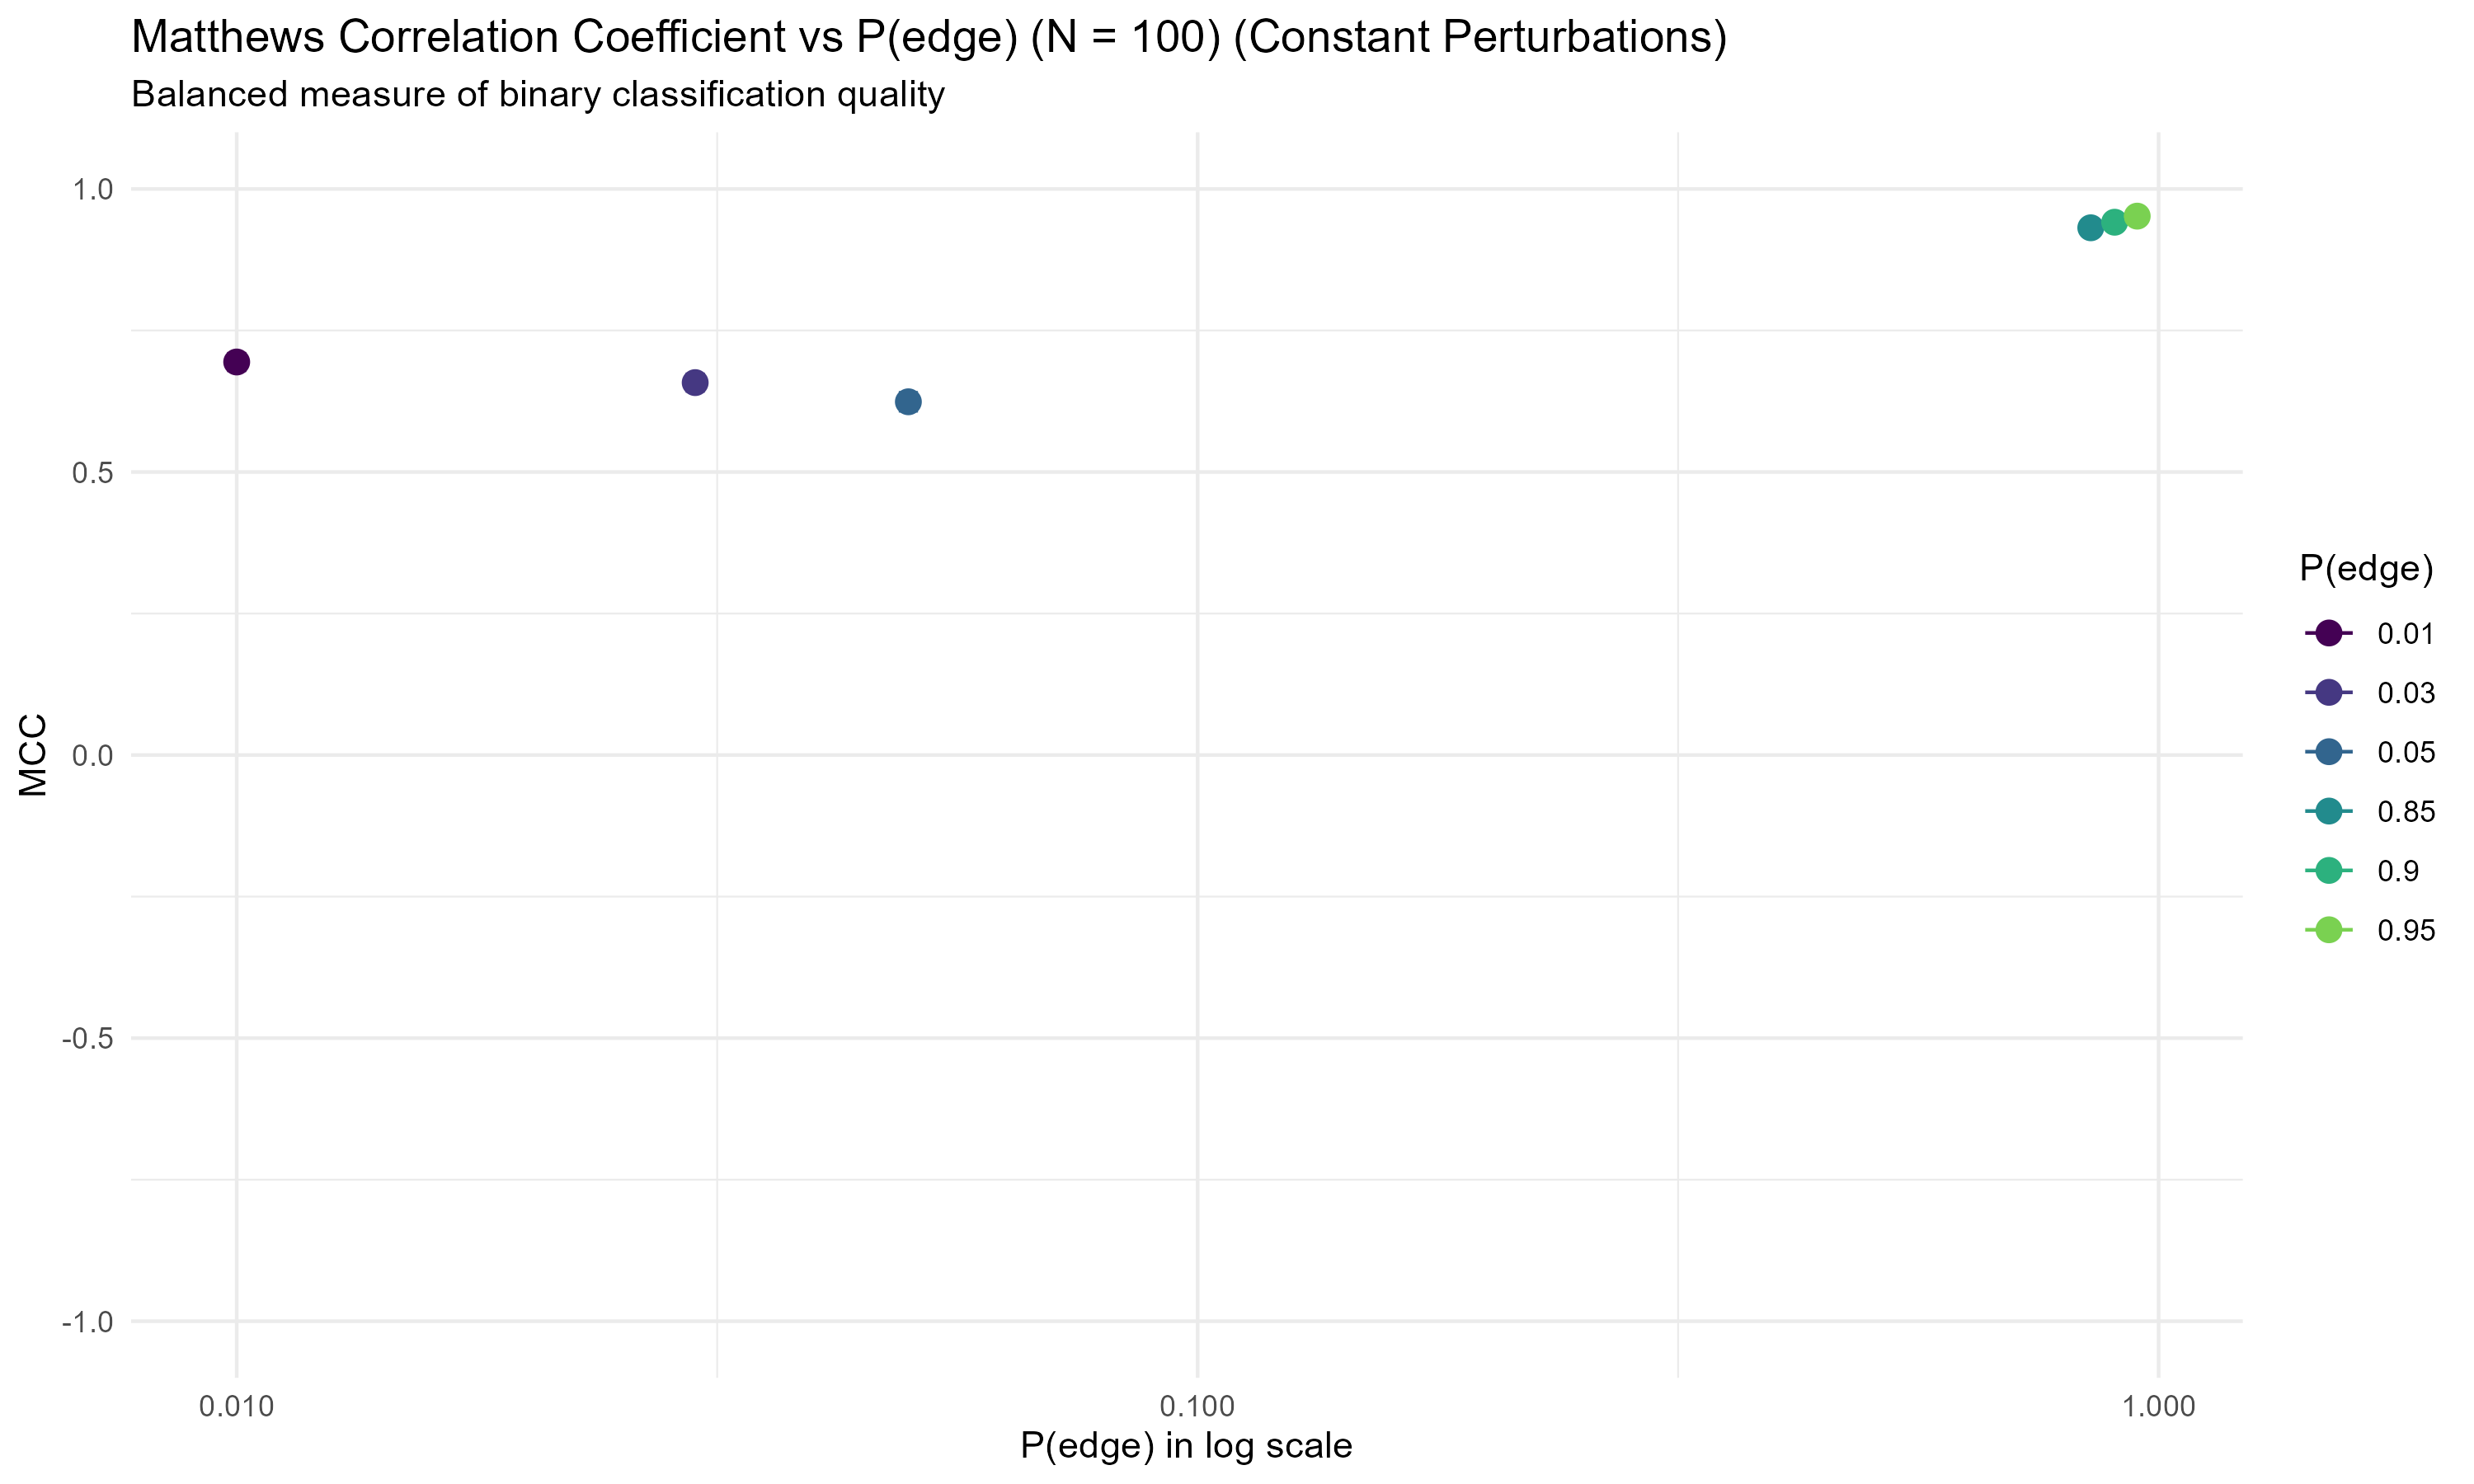 Matthews Correlation Coefficient vs P(edge) (N = 100) (Constant Perturbations)
Balanced measure of binary classification quality
1.0
0.5
0.0
-0.5
-1.0
MCC
0.010
0.100
1.000
P(edge) in log scale
P(edge)
0.01
0.03
0.05
0.85
0.9
0.95